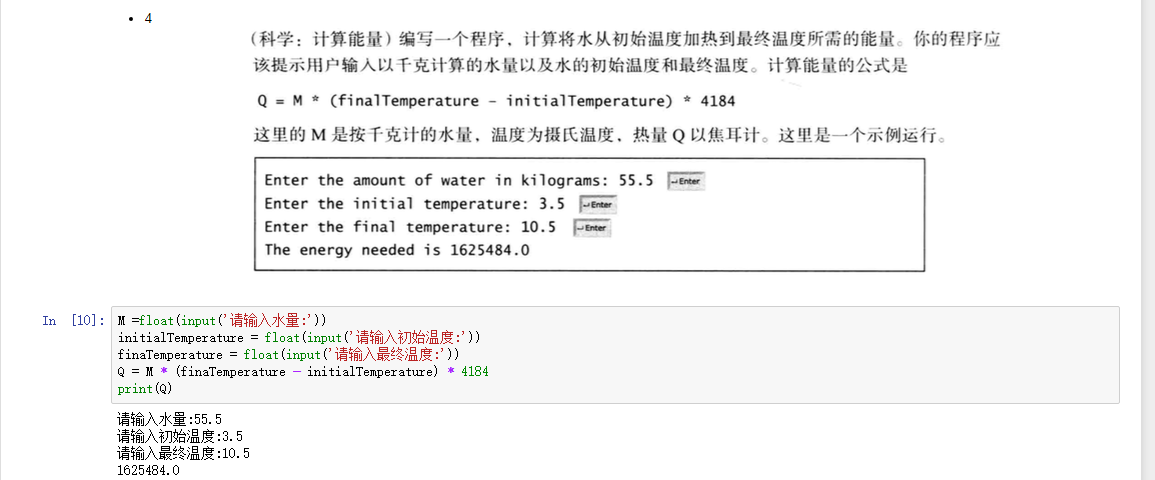 • 4
(科学：计算能量) 编写一个程序，计算将水从初始温度加热到最终温度所需的能量。你的程序应
该提示用户输入以千克计算的水量以及水的初始温度和最终温度。计算能量的公式是
Q = M * (finalTemperature - initialTemperature) * 4184
这里的 M 是按千克计的水量，温度为摄氏温度，热量 Q 以焦耳计。这里是一个示例运行。
Enter the amount of water in kilograms: 55.5 ↵Enter
Enter the initial temperature: 3.5 ↵Enter
Enter the final temperature: 10.5 ↵Enter
The energy needed is 1625484.0
In [10]: M =float(input('请输入水量:'))
initialTemperature = float(input('请输入初始温度:'))
finaTemperature = float(input('请输入最终温度:'))
Q = M * (finaTemperature - initialTemperature) * 4184
print(Q)
请输入水量:55.5
请输入初始温度:3.5
请输入最终温度:10.5
1625484.0